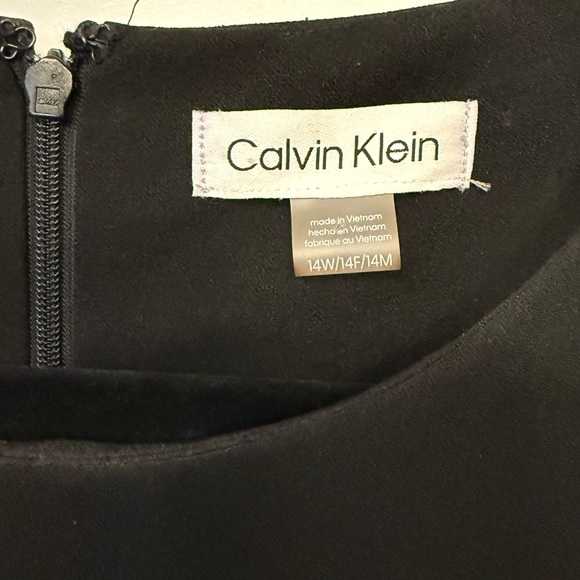 Calvin Klein
made in Vietnam
hecho en Vietnam
fabriqué au Vietnam
14W/14F/14M